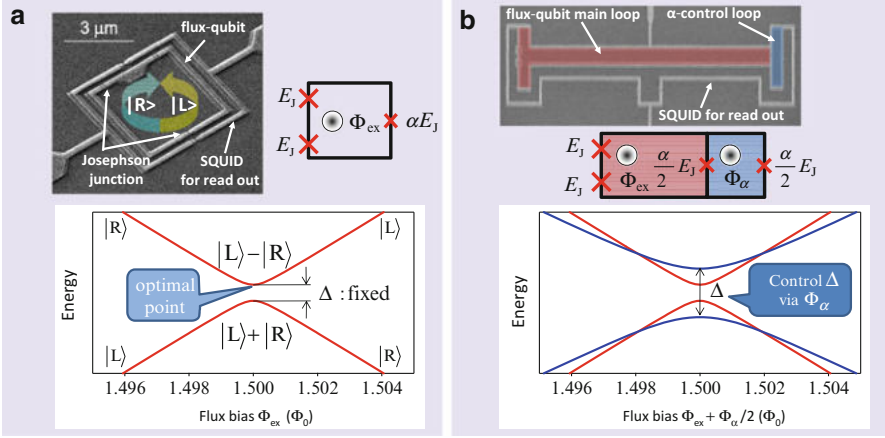 a
3 μm
flux-qubit
|R> |L>
Josephson
junction
SQUID
for read out
E_J
E_J
Φ_ex
αE_J
|R⟩
|L⟩
|L⟩−|R⟩
optimal
point
Δ : fixed
|L⟩+|R⟩
|L⟩
|R⟩
Energy
1.496 1.498 1.500 1.502 1.504
Flux bias Φ_ex (Φ_0)
b
flux-qubit main loop
α-control loop
SQUID for read out
E_J
E_J
Φ_ex
α/2 E_J
Φ_α
α/2 E_J
Δ
Control Δ
via Φ_α
Energy
1.496 1.498 1.500 1.502 1.504
Flux bias Φ_ex + Φ_α/2 (Φ_0)